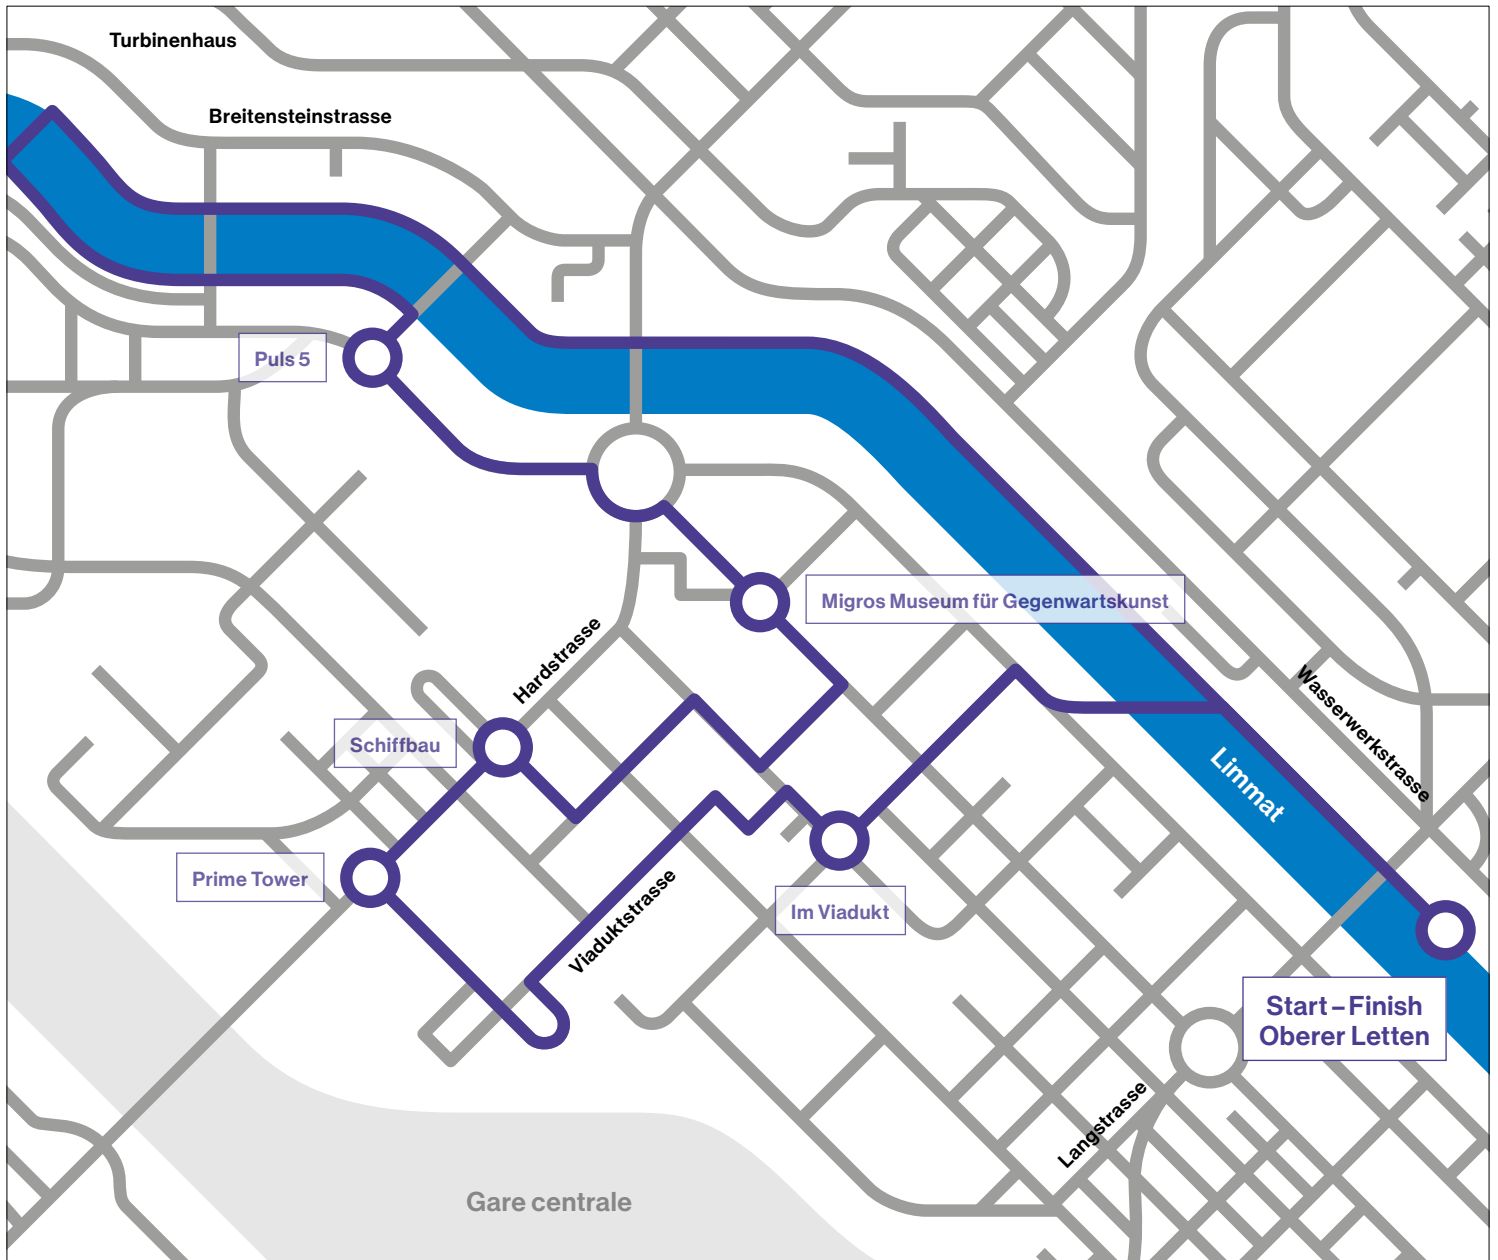 Turbinenhaus
Breitensteinstrasse
Puls 5
Migros Museum für Gegenwartskunst
Hardstrasse
Schiffbau
Wasserwerkstrasse
Limmat
Prime Tower
Viaduktstrasse
Im Viadukt
Start – Finish
Oberer Letten
Langstrasse
Gare centrale